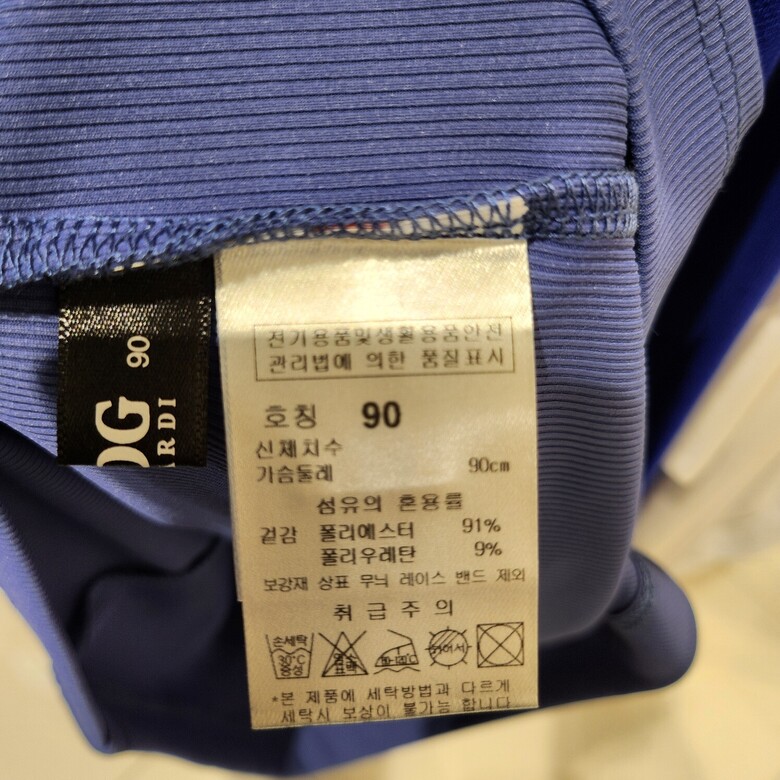 90
OG
ARDI
전기용품및생활용품안전
관리법에 의한 품질표시
호칭 90
신체치수
가슴둘레 90cm
섬유의 혼용률
겉감 폴리에스터 91%
폴리우레탄 9%
보강재 상표 무늬 레이스 밴드 제외
취급주의
손세탁
30°C
중성
*본 제품에 세탁방법과 다르게
세탁시 보상이 불가능 합니다